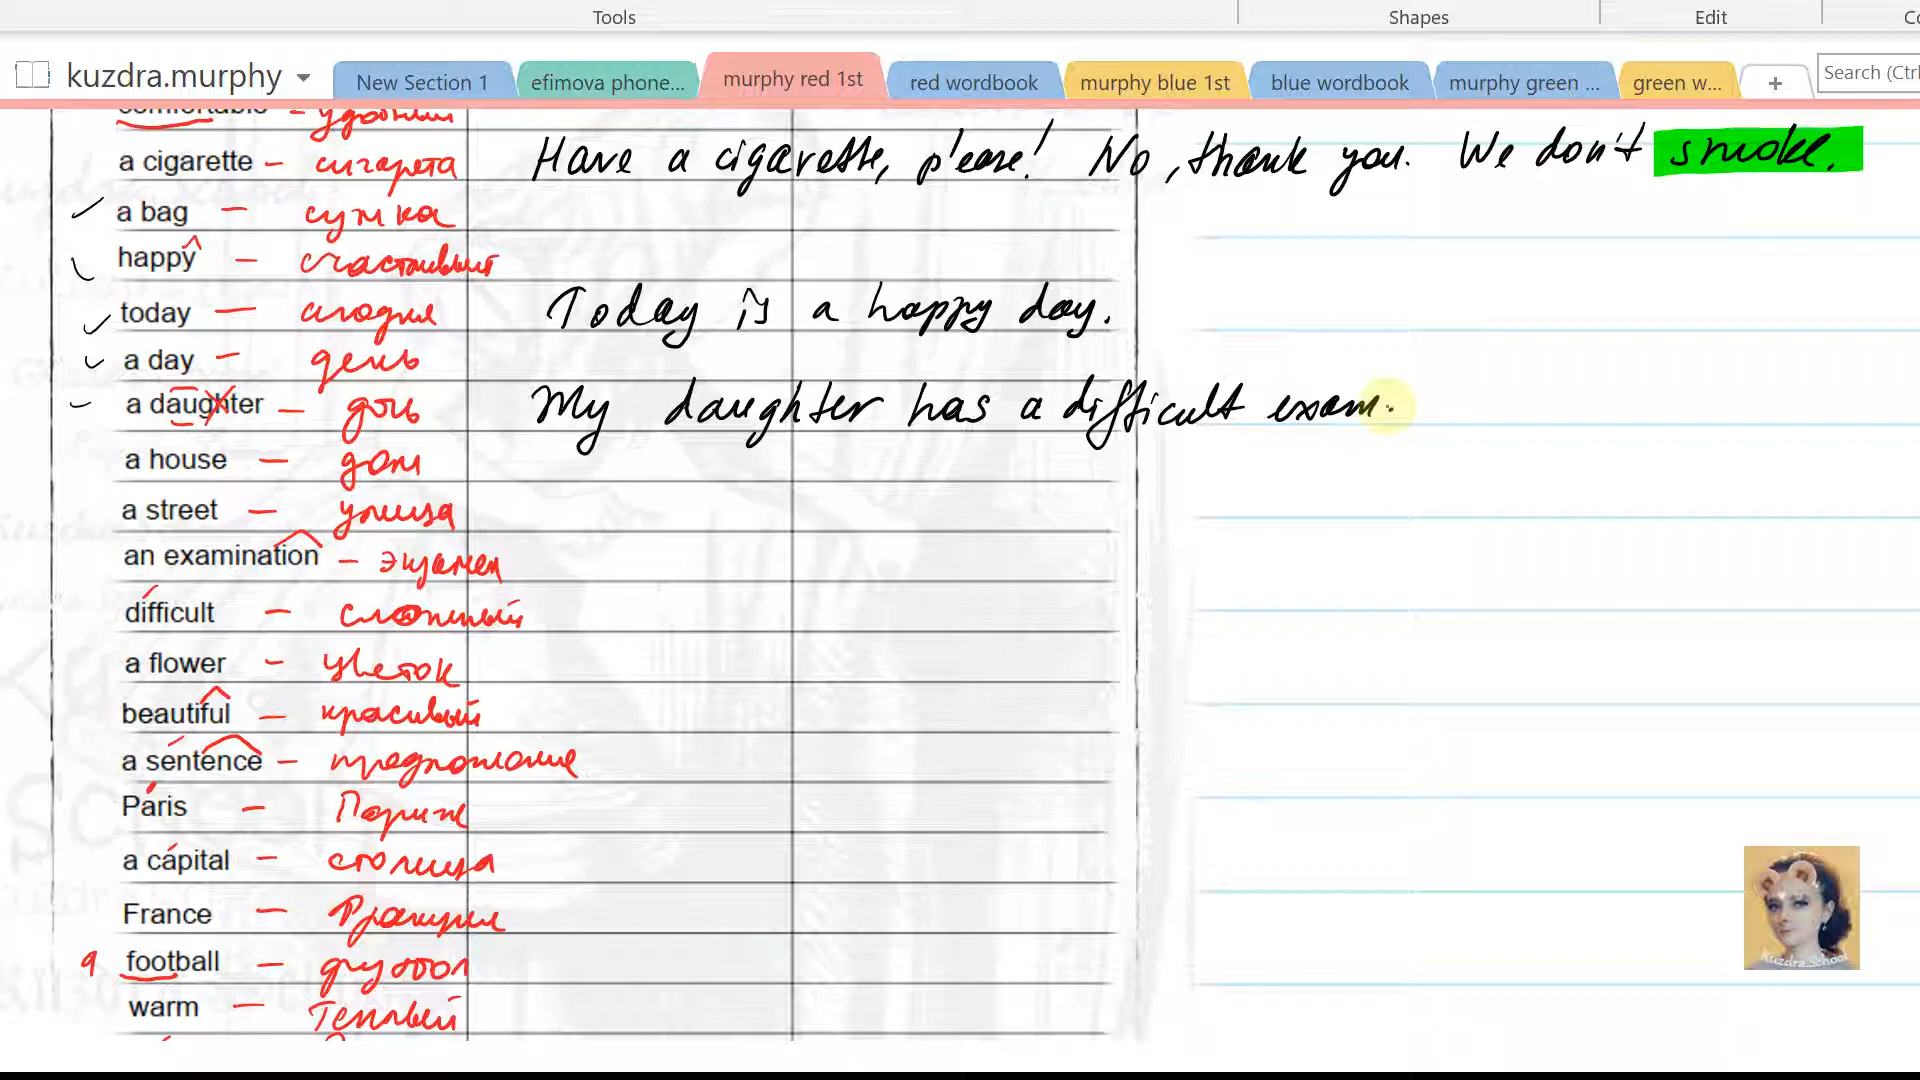 Tools Shapes Edit
kuzdra.murphy New Section 1 efimova phone... murphy red 1st red wordbook murphy blue 1st blue wordbook murphy green ... green w... + Search (Ctrl
comfortable - удобный
a cigarette - сигарета Have a cigarette, please! No, thank you. We don't smoke.
a bag - сумка
happy - счастливый
today - сегодня Today is a happy day.
a day - день
a daughter - дочь My daughter has a difficult exam.
a house - дом
a street - улица
an examination - экзамен
difficult - сложный
a flower - цветок
beautiful - красивый
a sentence - предложение
Paris - Париж
a capital - столица
France - Франция
9 football - футбол
warm - теплый
Kuzdra_School